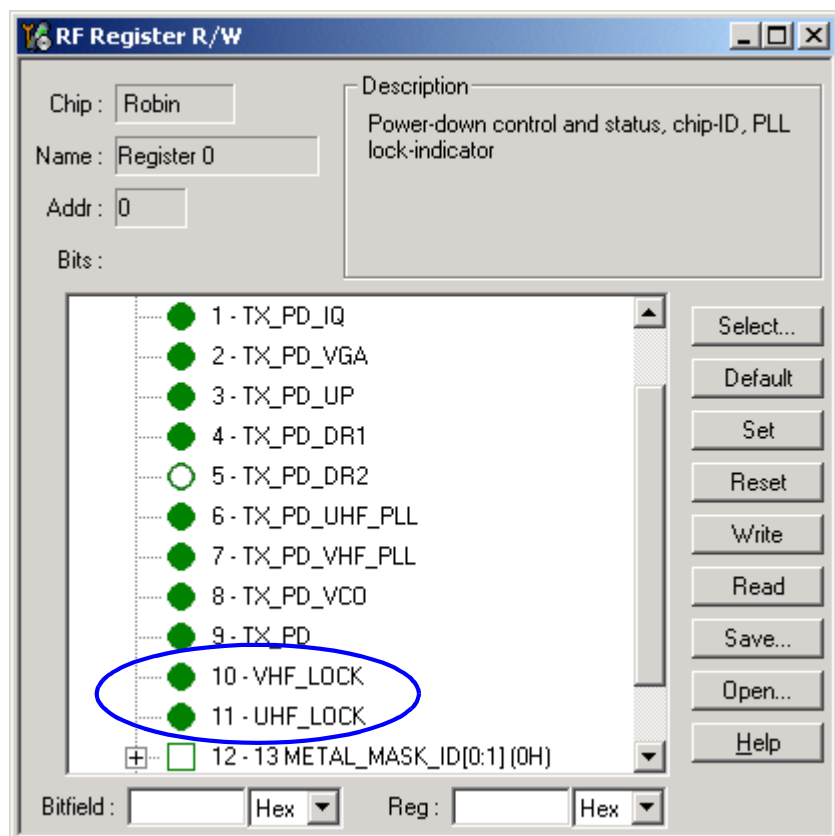 RF Register R/W
Chip : Robin
Name : Register 0
Addr : 0
Bits :
Description
Power-down control and status, chip-ID, PLL
lock-indicator
1 - TX_PD_IQ
2 - TX_PD_VGA
3 - TX_PD_UP
4 - TX_PD_DR1
5 - TX_PD_DR2
6 - TX_PD_UHF_PLL
7 - TX_PD_VHF_PLL
8 - TX_PD_VCO
9 - TX_PD
10 - VHF_LOCK
11 - UHF_LOCK
12 - 13 METAL_MASK_ID[0:1] (0H)
Select...
Default
Set
Reset
Write
Read
Save...
Open...
Help
Bitfield : Hex Reg : Hex